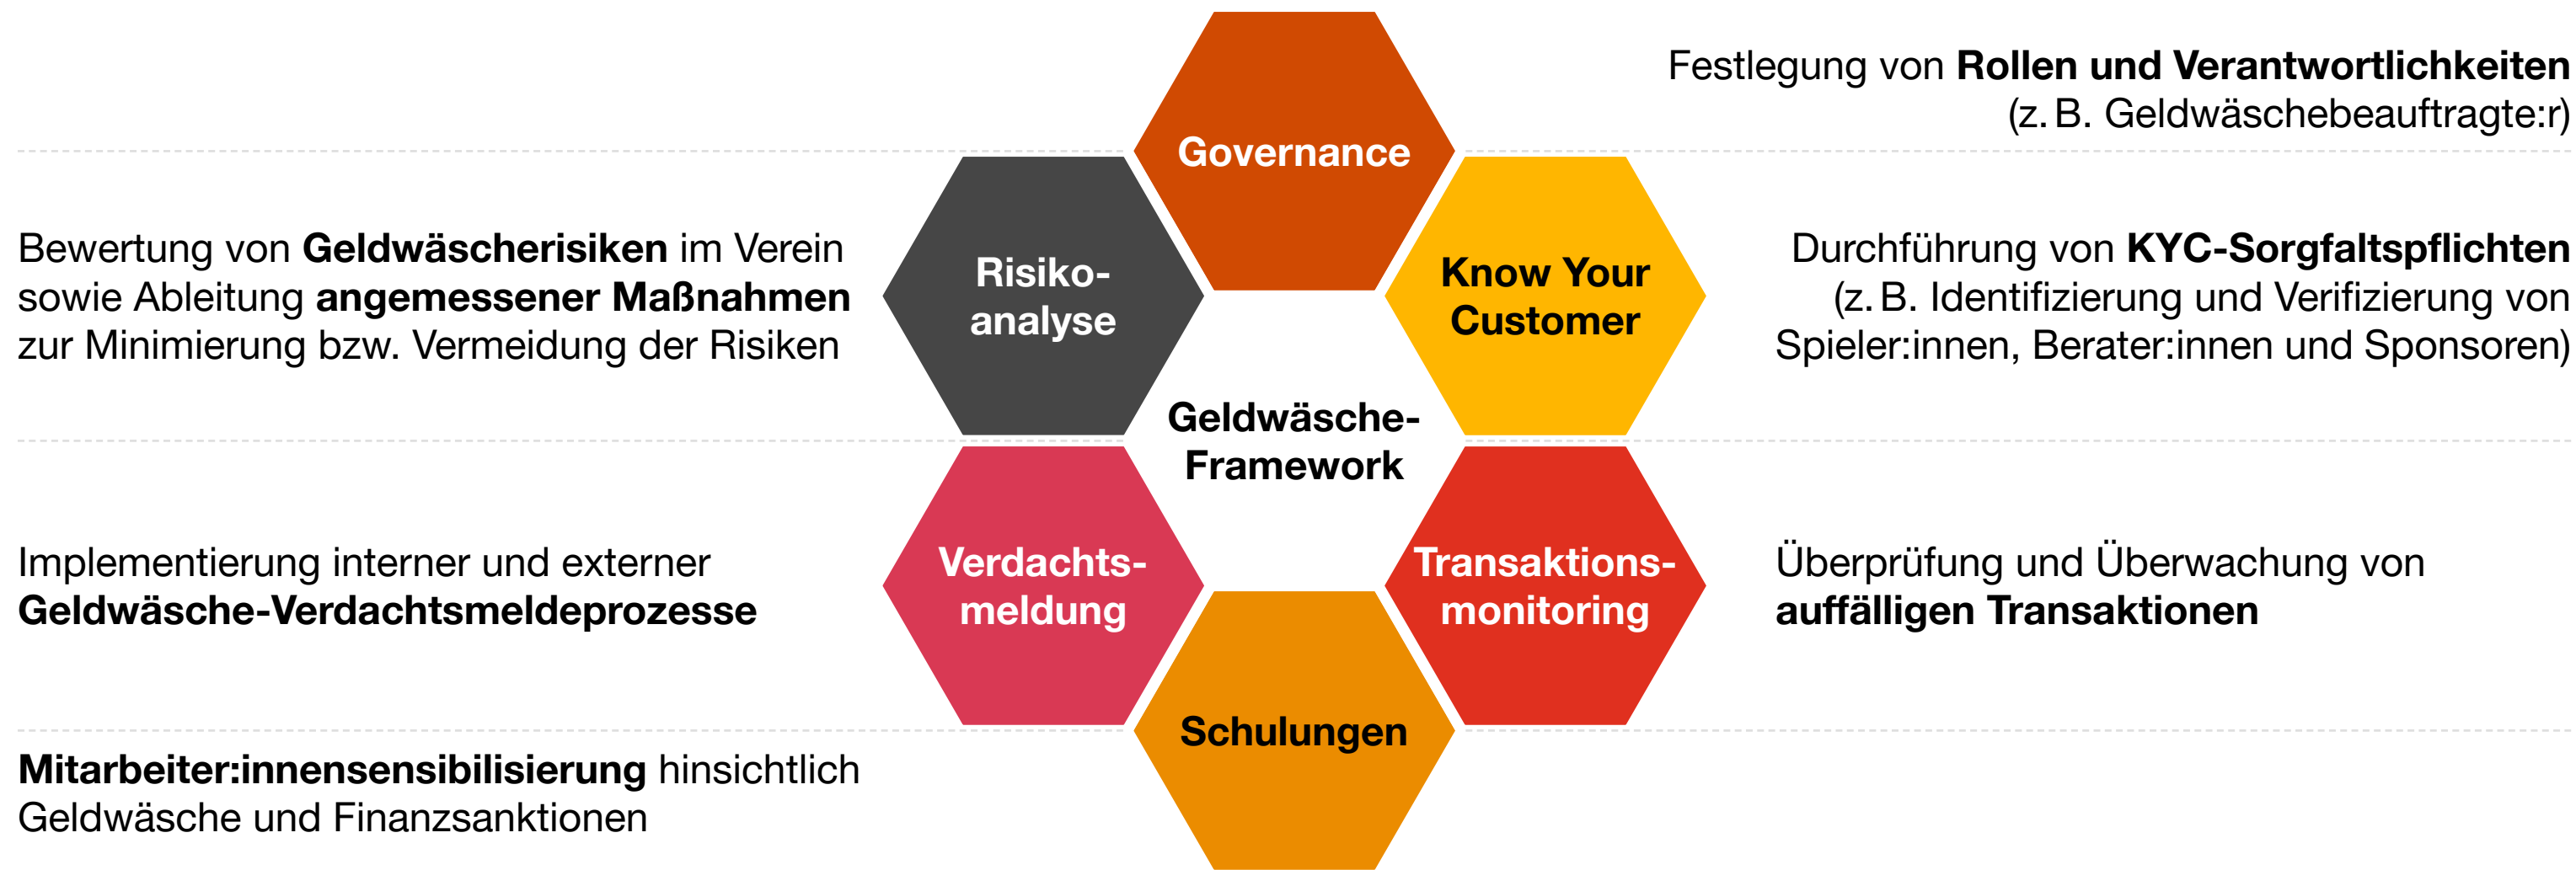 Governance
Festlegung von Rollen und Verantwortlichkeiten
(z. B. Geldwäschebeauftragte:r)
Risiko-
analyse
Bewertung von Geldwäscherisiken im Verein
sowie Ableitung angemessener Maßnahmen
zur Minimierung bzw. Vermeidung der Risiken
Know Your
Customer
Durchführung von KYC-Sorgfaltspflichten
(z. B. Identifizierung und Verifizierung von
Spieler:innen, Berater:innen und Sponsoren)
Geldwäsche-
Framework
Verdachts-
meldung
Implementierung interner und externer
Geldwäsche-Verdachtsmeldeprozesse
Transaktions-
monitoring
Überprüfung und Überwachung von
auffälligen Transaktionen
Schulungen
Mitarbeiter:innensensibilisierung hinsichtlich
Geldwäsche und Finanzsanktionen